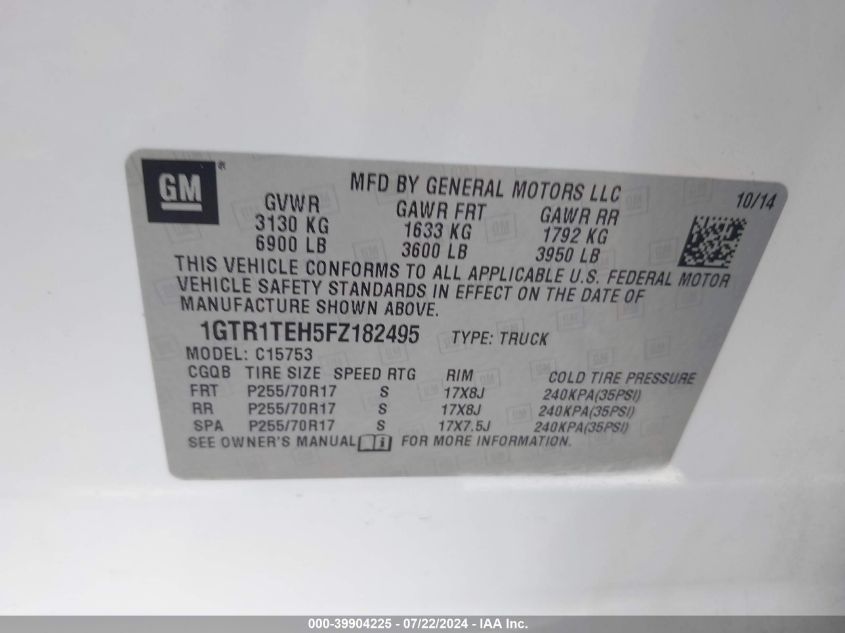 GM ®
MFD BY GENERAL MOTORS LLC
10/14
GVWR GAWR FRT GAWR RR
3130 KG 1633 KG 1792 KG
6900 LB 3600 LB 3950 LB
THIS VEHICLE CONFORMS TO ALL APPLICABLE U.S. FEDERAL MOTOR
VEHICLE SAFETY STANDARDS IN EFFECT ON THE DATE OF
MANUFACTURE SHOWN ABOVE.
1GTR1TEH5FZ182495 TYPE: TRUCK
MODEL: C15753
CGQB TIRE SIZE SPEED RTG RIM COLD TIRE PRESSURE
FRT P255/70R17 S 17X8J 240KPA(35PSI)
RR P255/70R17 S 17X8J 240KPA(35PSI)
SPA P255/70R17 S 17X7.5J 240KPA(35PSI)
SEE OWNER'S MANUAL FOR MORE INFORMATION.
000-39904225 - 07/22/2024 - IAA Inc.